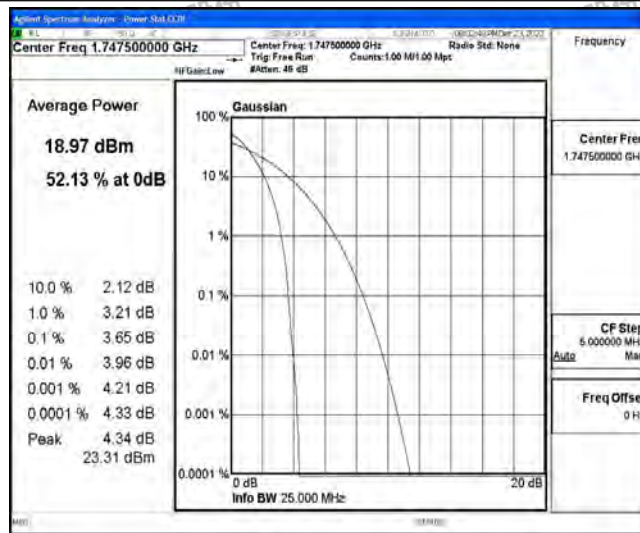 Agilent Spectrum Analyzer - Power Stat CCDF
Center Freq 1.747500000 GHz
Center Freq: 1.747500000 GHz
Radio Std: None
Trig: Free Run
Counts:1.00 M/1.00 Mpt
#IFGain:Low
#Atten: 46 dB
Frequency
Average Power
18.97 dBm
52.13 % at 0dB
10.0 % 2.12 dB
1.0 % 3.21 dB
0.1 % 3.65 dB
0.01 % 3.96 dB
0.001 % 4.21 dB
0.0001 % 4.33 dB
Peak 4.34 dB
23.31 dBm
Gaussian
100 %
10 %
1 %
0.1 %
0.01 %
0.001 %
0.0001 %
0 dB
20 dB
Info BW 25.000 MHz
Center Fre
1.747500000 GH
CF Step
5.000000 MH
Auto Ma
Freq Offse
0 H
MSG
STATUS